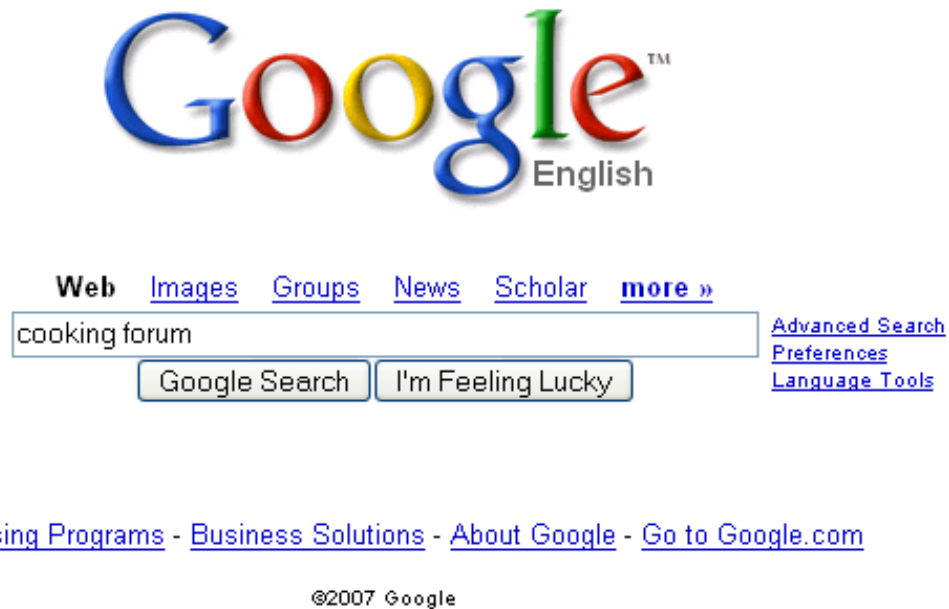 Google™
English
Web Images Groups News Scholar more »
cooking forum
Advanced Search
Preferences
Language Tools
Google Search I'm Feeling Lucky
Programs - Business Solutions - About Google - Go to Google.com
©2007 Google